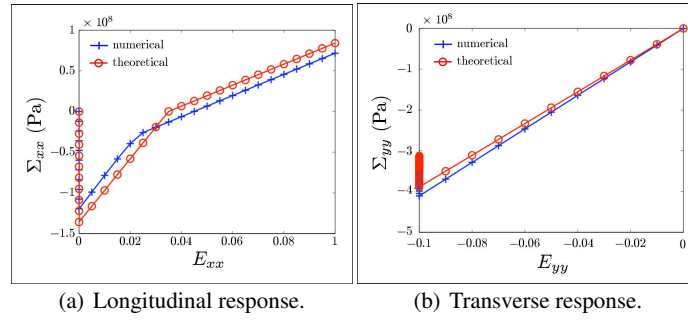 × 10⁸
1
0.5
0
−0.5
−1
−1.5
Σxx (Pa)
numerical
theoretical
0 0.02 0.04 0.06 0.08 1
Exx
(a) Longitudinal response.
× 10⁸
0
−1
−2
−3
−4
−5
Σyy (Pa)
numerical
theoretical
−0.1 −0.08 −0.06 −0.04 −0.02 0
Eyy
(b) Transverse response.